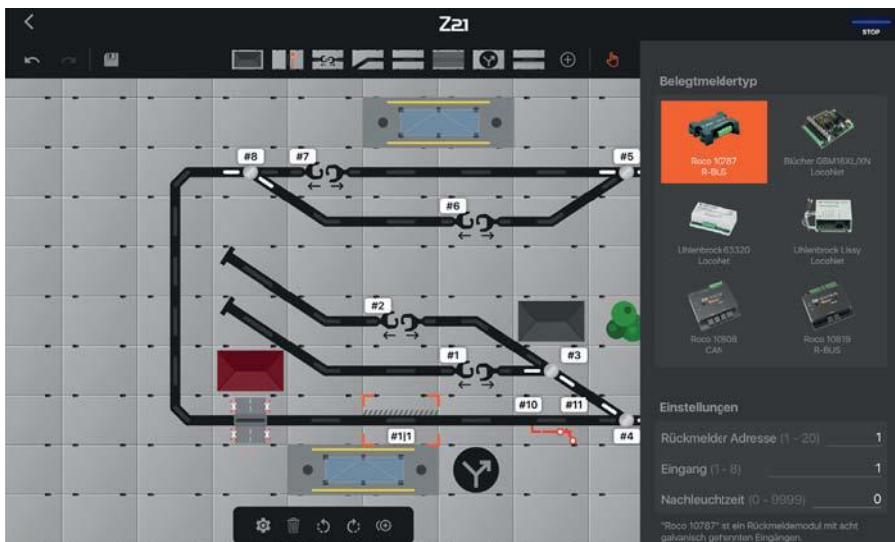 Z21
STOP
Belegtmeldertyp
#8
#7
#5
Roco 10787
R-BUS
Blücher GBM16XL/XN
LocoNet
#6
Uhlenbrock 63320
LocoNet
Uhlenbrock Lissy
LocoNet
#2
#1
#3
Roco 10808
CAN
Roco 10819
R-BUS
#10
#11
Einstellungen
#1|1
#4
Rückmelder Adresse (1 - 20) 1
Eingang (1 - 8) 1
Nachleuchtzeit (0 - 9999) 0
"Roco 10787" ist ein Rückmeldemodul mit acht
galvanisch getrennten Eingängen.